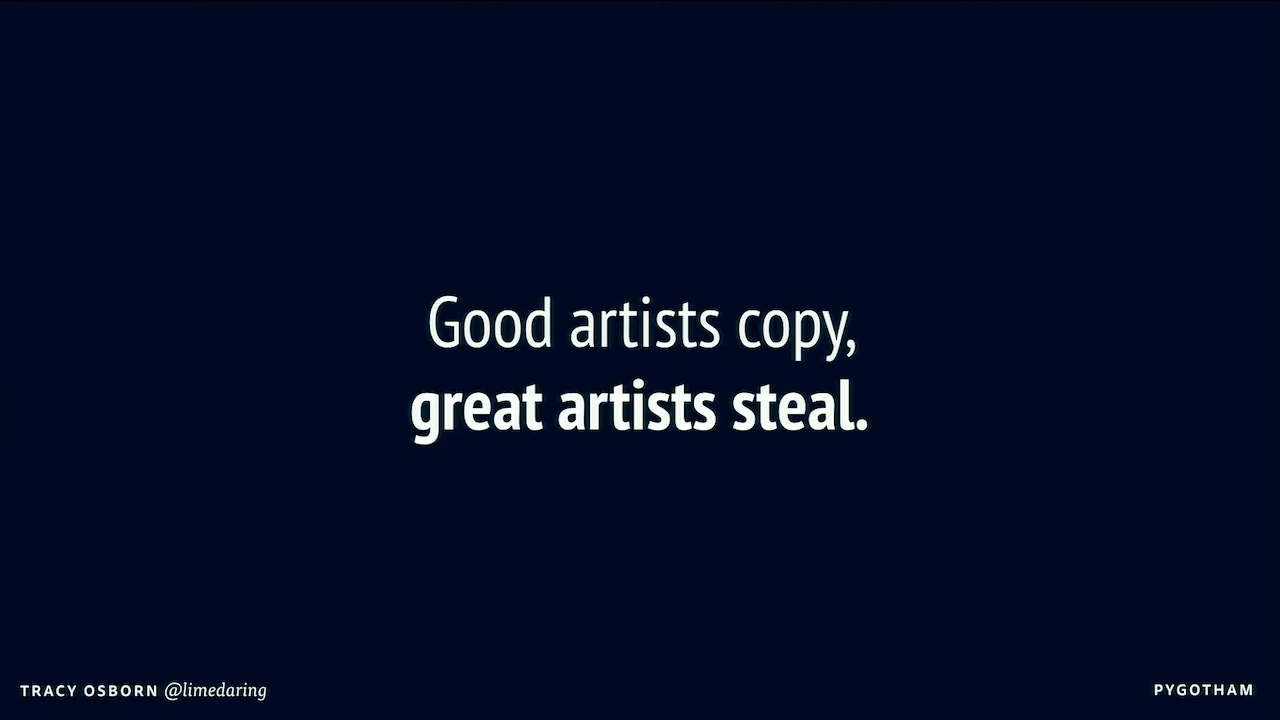 Good artists copy,
great artists steal.
TRACY OSBORN @limedaring
PYGOTHAM